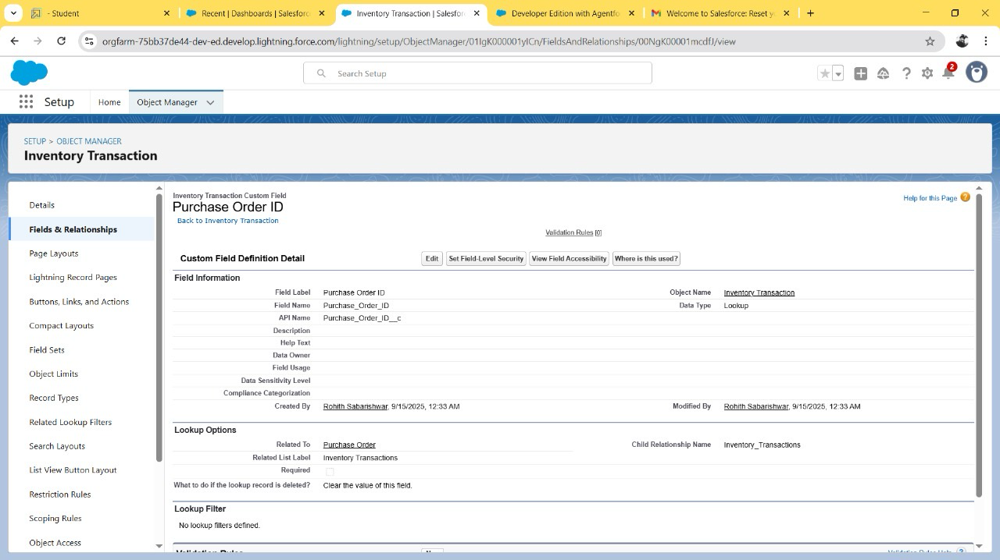 - Student
Recent | Dashboards | Salesforc
Inventory Transaction | Salesfor
Developer Edition with Agentfo
Welcome to Salesforce: Reset y
orgfarm-75bb37de44-dev-ed.develop.lightning.force.com/lightning/setup/ObjectManager/01IgK000001yICn/FieldsAndRelationships/00NgK00001mcdfJ/view
Search Setup
2
Setup
Home
Object Manager
SETUP > OBJECT MANAGER
Inventory Transaction
Details
Fields & Relationships
Page Layouts
Lightning Record Pages
Buttons, Links, and Actions
Compact Layouts
Field Sets
Object Limits
Record Types
Related Lookup Filters
Search Layouts
List View Button Layout
Restriction Rules
Scoping Rules
Object Access
Inventory Transaction Custom Field
Purchase Order ID
Back to Inventory Transaction
Help for this Page ?
Validation Rules [0]
Custom Field Definition Detail
Edit Set Field-Level Security View Field Accessibility Where is this used?
Field Information
Field Label Purchase Order ID Object Name Inventory Transaction
Field Name Purchase_Order_ID Data Type Lookup
API Name Purchase_Order_ID__c
Description
Help Text
Data Owner
Field Usage
Data Sensitivity Level
Compliance Categorization
Created By Rohith Sabarishwar, 9/15/2025, 12:33 AM Modified By Rohith Sabarishwar, 9/15/2025, 12:33 AM
Lookup Options
Related To Purchase Order Child Relationship Name Inventory_Transactions
Related List Label Inventory Transactions
Required
What to do if the lookup record is deleted? Clear the value of this field.
Lookup Filter
No lookup filters defined.
Validation Rules New Validation Rules Help ?